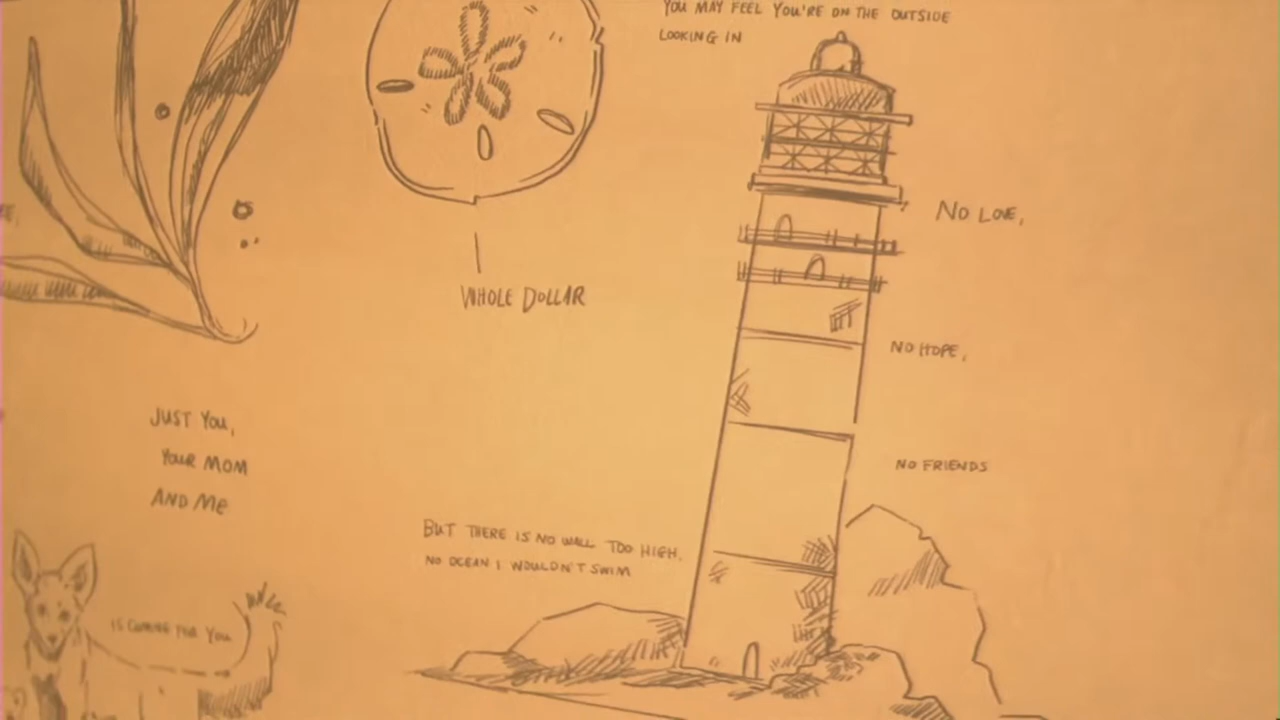 YOU MAY FEEL YOU'RE ON THE OUTSIDE
LOOKING IN
NO LOVE,
WHOLE DOLLAR
NO HOPE,
JUST YOU,
YOUR MOM
AND ME
NO FRIENDS
BUT THERE IS NO WALL TOO HIGH,
NO OCEAN I WOULDN'T SWIM
IS COMING FOR YOU